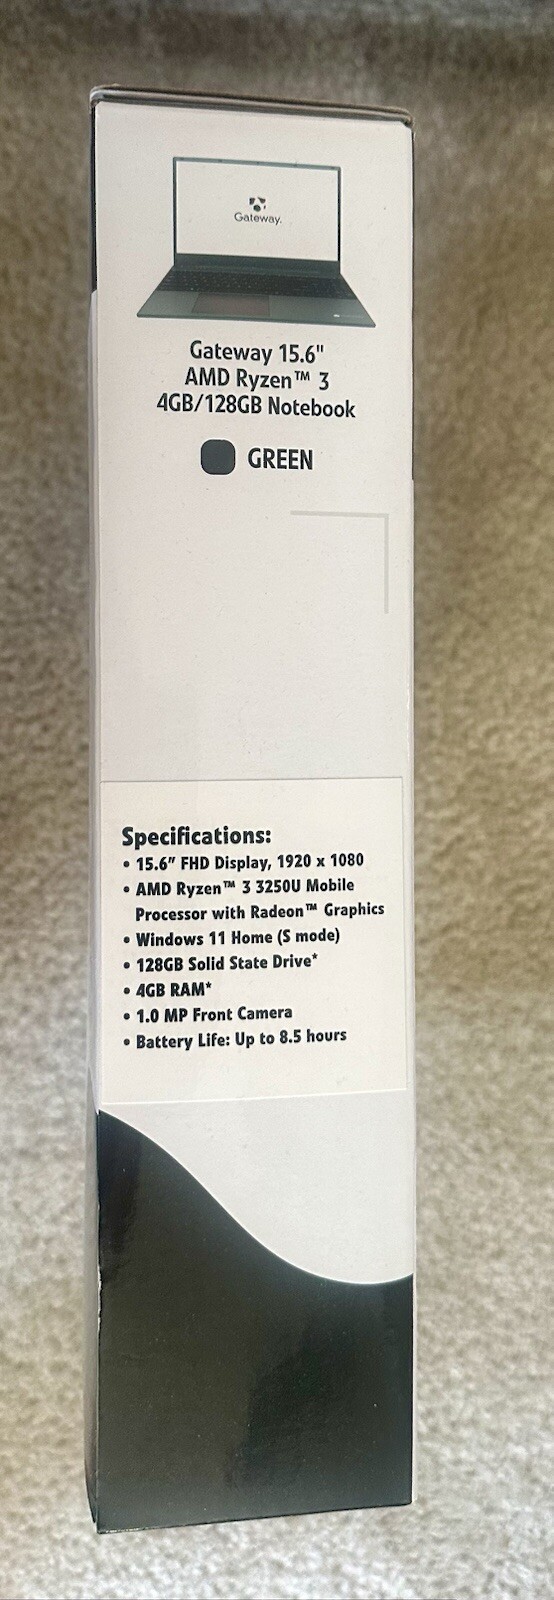 Gateway.
Gateway 15.6"
AMD Ryzen™ 3
4GB/128GB Notebook
GREEN
Specifications:
• 15.6" FHD Display, 1920 x 1080
• AMD Ryzen™ 3 3250U Mobile
Processor with Radeon™ Graphics
• Windows 11 Home (S mode)
• 128GB Solid State Drive*
• 4GB RAM*
• 1.0 MP Front Camera
• Battery Life: Up to 8.5 hours